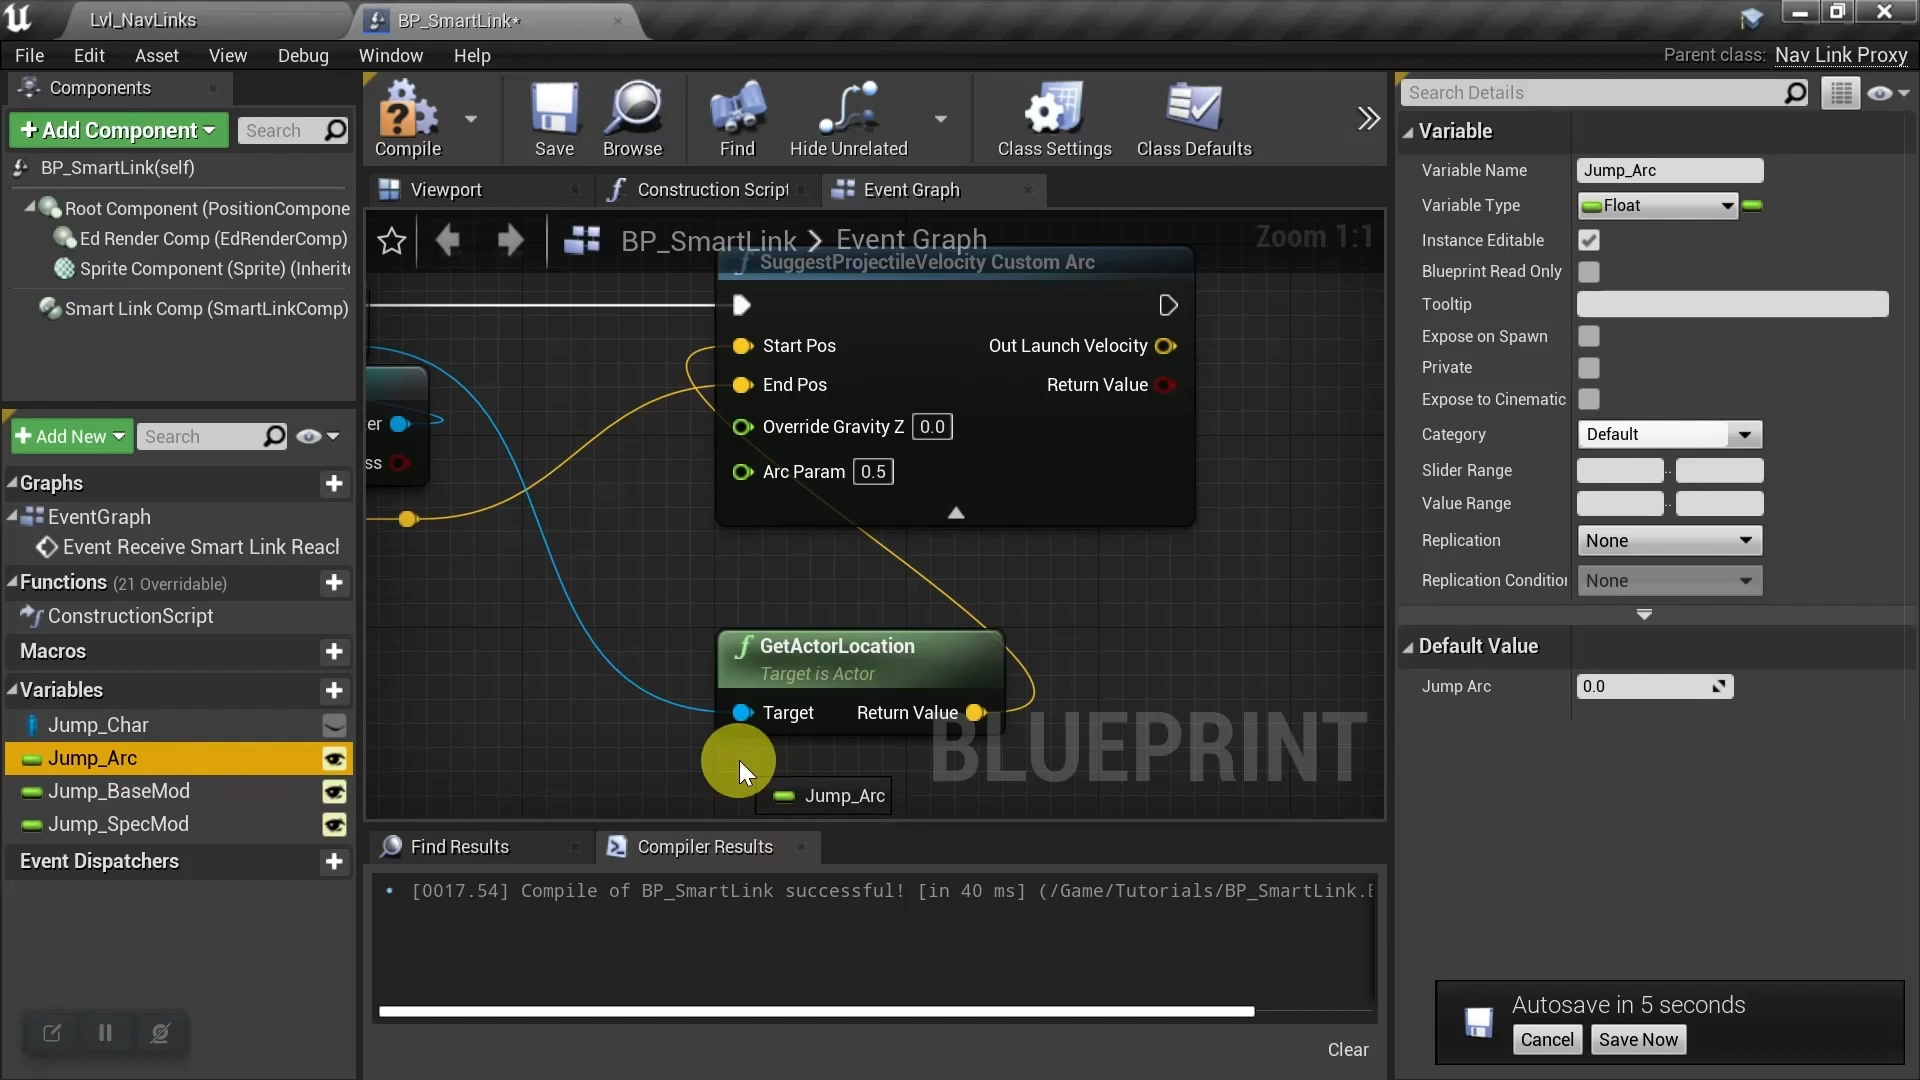 Lvl_NavLinks
BP_SmartLink*
File Edit Asset View Debug Window Help
Parent class: Nav Link Proxy
Components
Add Component
Search
BP_SmartLink(self)
Root Component (PositionCompone
Ed Render Comp (EdRenderComp)
Sprite Component (Sprite) (Inherit
Smart Link Comp (SmartLinkComp)
Add New
Search
Graphs
EventGraph
Event Receive Smart Link Reach
Functions (21 Overridable)
ConstructionScript
Macros
Variables
Jump_Char
Jump_Arc
Jump_BaseMod
Jump_SpecMod
Event Dispatchers
Compile
Save
Browse
Find
Hide Unrelated
Class Settings
Class Defaults
Viewport
Construction Script
Event Graph
BP_SmartLink > Event Graph
Zoom 1:1
f SuggestProjectileVelocity Custom Arc
Start Pos
Out Launch Velocity
End Pos
Return Value
Override Gravity Z 0.0
Arc Param 0.5
er
ss
f GetActorLocation
Target is Actor
Target
Return Value
BLUEPRINT
Jump_Arc
Find Results
Compiler Results
[0017.54] Compile of BP_SmartLink successful! [in 40 ms] (/Game/Tutorials/BP_SmartLink.
Clear
Search Details
Variable
Variable Name Jump_Arc
Variable Type Float
Instance Editable
Blueprint Read Only
Tooltip
Expose on Spawn
Private
Expose to Cinematic
Category Default
Slider Range ..
Value Range ..
Replication None
Replication Condition None
Default Value
Jump Arc 0.0
Autosave in 5 seconds
Cancel
Save Now